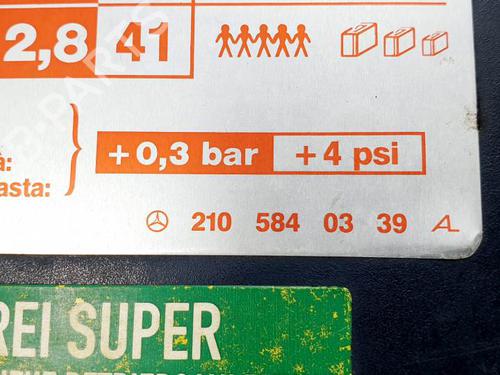 2,8 41
+ 0,3 bar + 4 psi
à:
asta:
210 584 03 39
REI SUPER